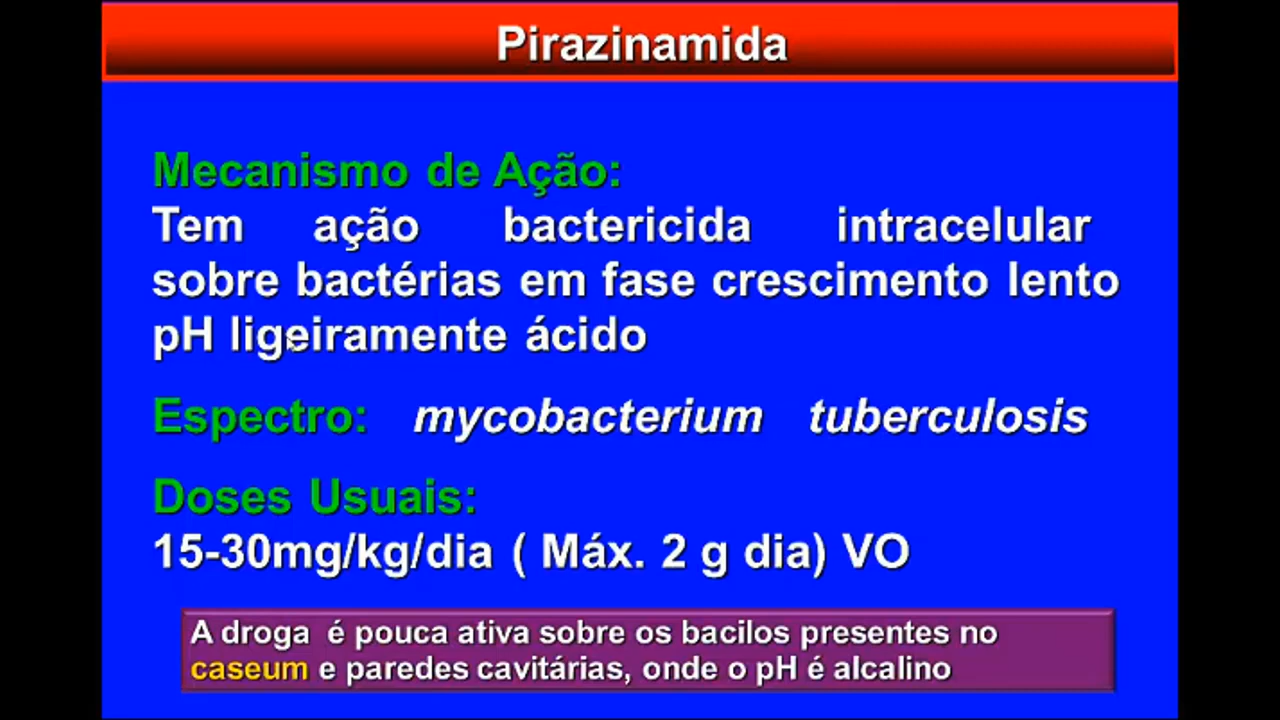 Pirazinamida
Mecanismo de Ação:
Tem ação bactericida intracelular
sobre bactérias em fase crescimento lento
pH ligeiramente ácido
Espectro: mycobacterium tuberculosis
Doses Usuais:
15-30mg/kg/dia ( Máx. 2 g dia) VO
A droga é pouca ativa sobre os bacilos presentes no
caseum e paredes cavitárias, onde o pH é alcalino